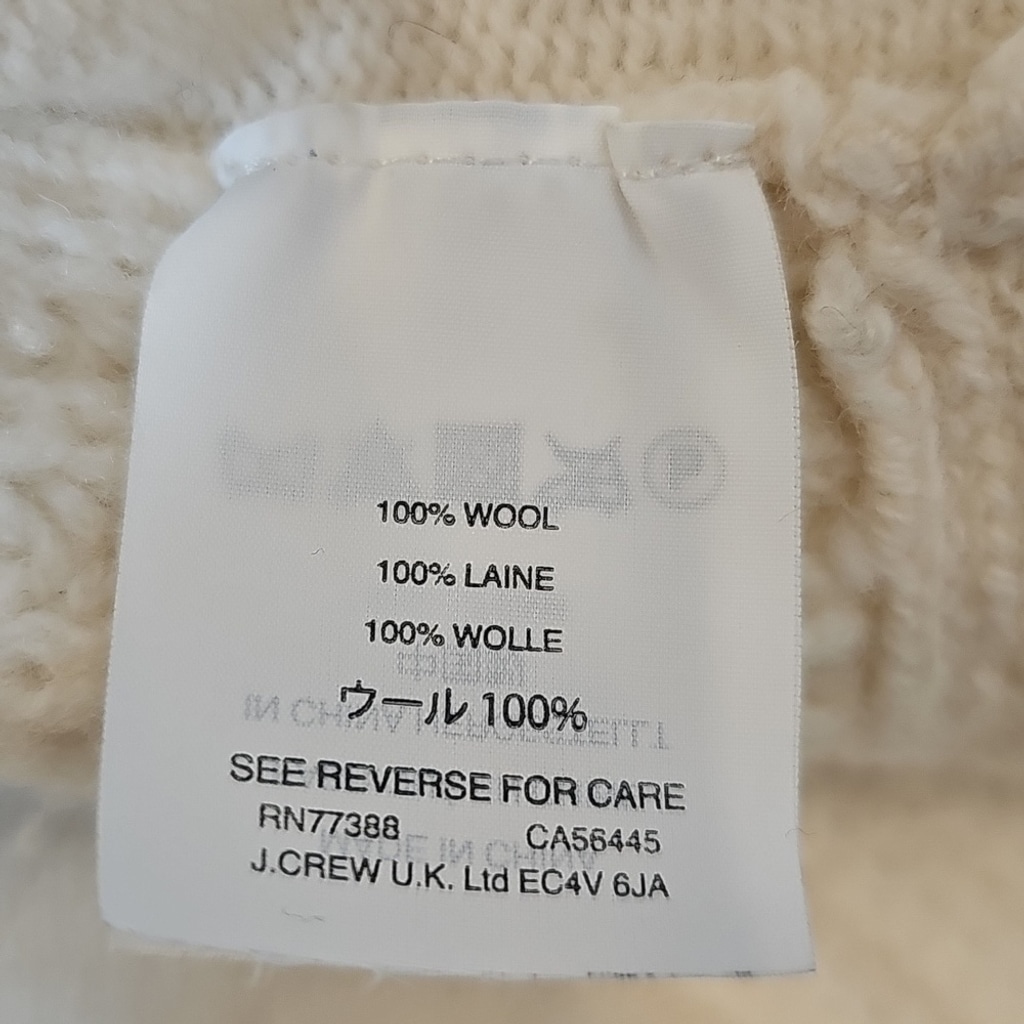 100% WOOL
100% LAINE
100% WOLLE
ウール 100%
SEE REVERSE FOR CARE
RN77388 CA56445
J.CREW U.K. Ltd EC4V 6JA